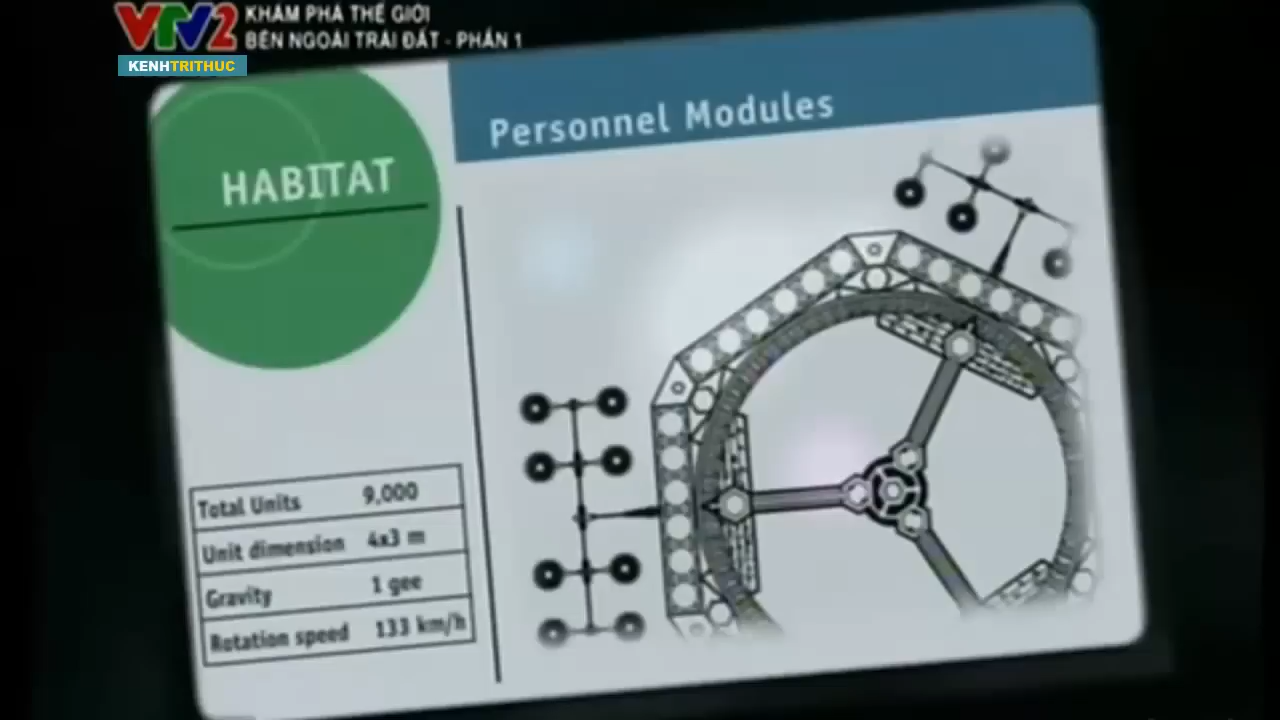 VTV2
KHÁM PHÁ THẾ GIỚI
BÊN NGOÀI TRÁI ĐẤT - PHẦN 1
KENHTRITHUC
Personnel Modules
HABITAT
Total Units 9,000
Unit dimension 4x3 m
Gravity 1 gee
Rotation speed 133 km/h